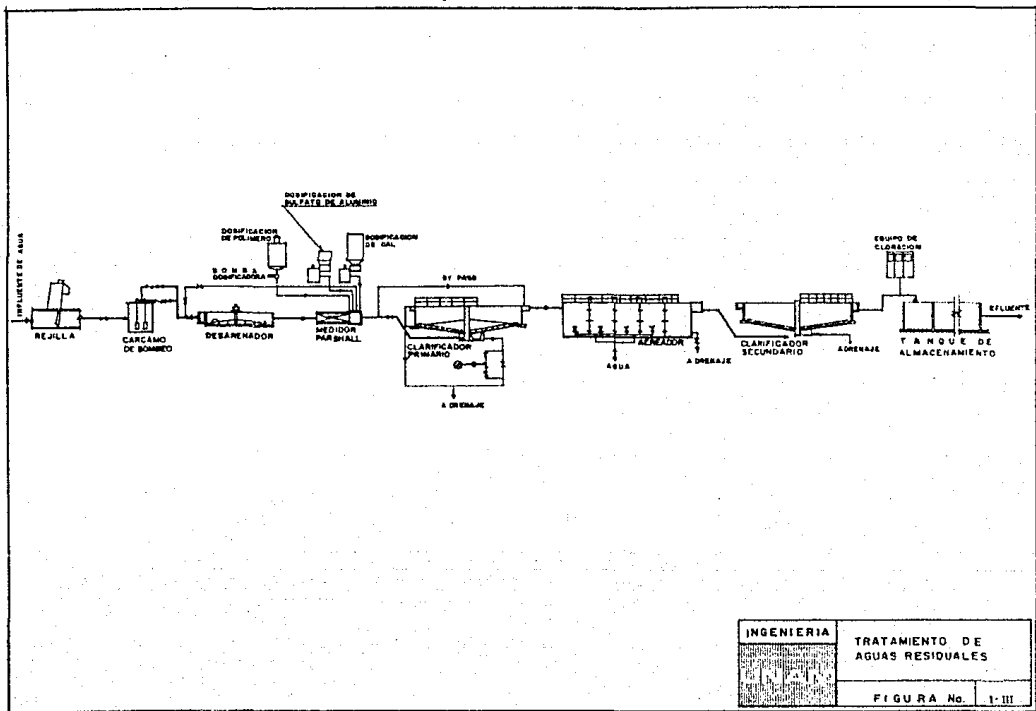 INFLUENTE DE AGUA
REJILLA
CARCAMO
DE BOMBEO
DESARENADOR
DOSIFICACION
DE POLIMERO
BOMBA
DOSIFICADORA
DOSIFICACION DE
SULFATO DE ALUMINIO
DOSIFICACION
DE CAL
MEDIDOR
PARSHALL
BY PASS
CLARIFICADOR
PRIMARIO
A DRENAJE
AEREADOR
AGUA
A DRENAJE
CLARIFICADOR
SECUNDARIO
A DRENAJE
EQUIPO DE
CLORACION
EFLUENTE
TANQUE DE
ALMACENAMIENTO
INGENIERIA
UNAM
TRATAMIENTO DE
AGUAS RESIDUALES
FIGURA No. 1-III